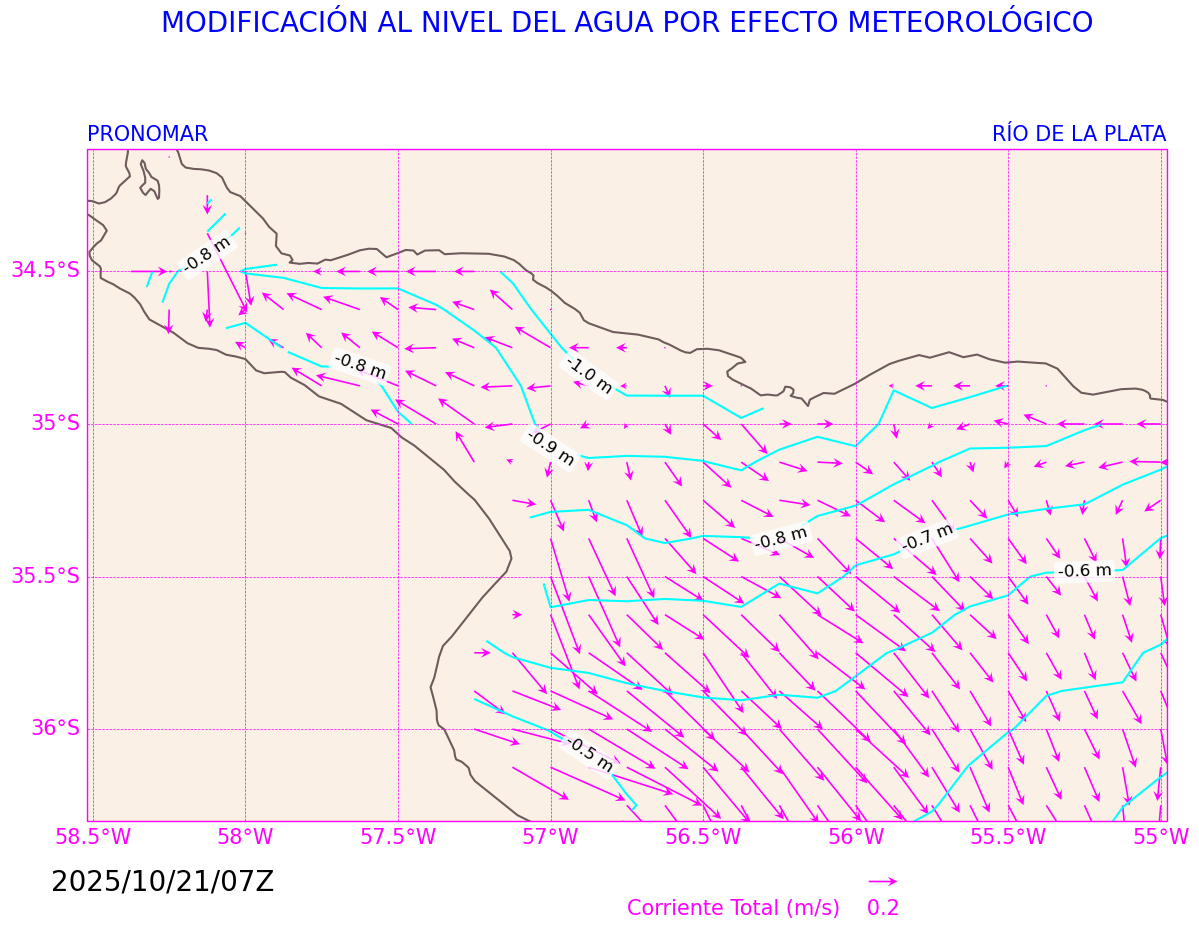 MODIFICACIÓN AL NIVEL DEL AGUA POR EFECTO METEOROLÓGICO
PRONOMAR
RÍO DE LA PLATA
-0.8 m
34.5°S
-0.8 m
-1.0 m
35°S
-0.9 m
-0.8 m
-0.7 m
-0.6 m
35.5°S
36°S
-0.5 m
58.5°W
58°W
57.5°W
57°W
56.5°W
56°W
55.5°W
55°W
2025/10/21/07Z
Corriente Total (m/s) 0.2